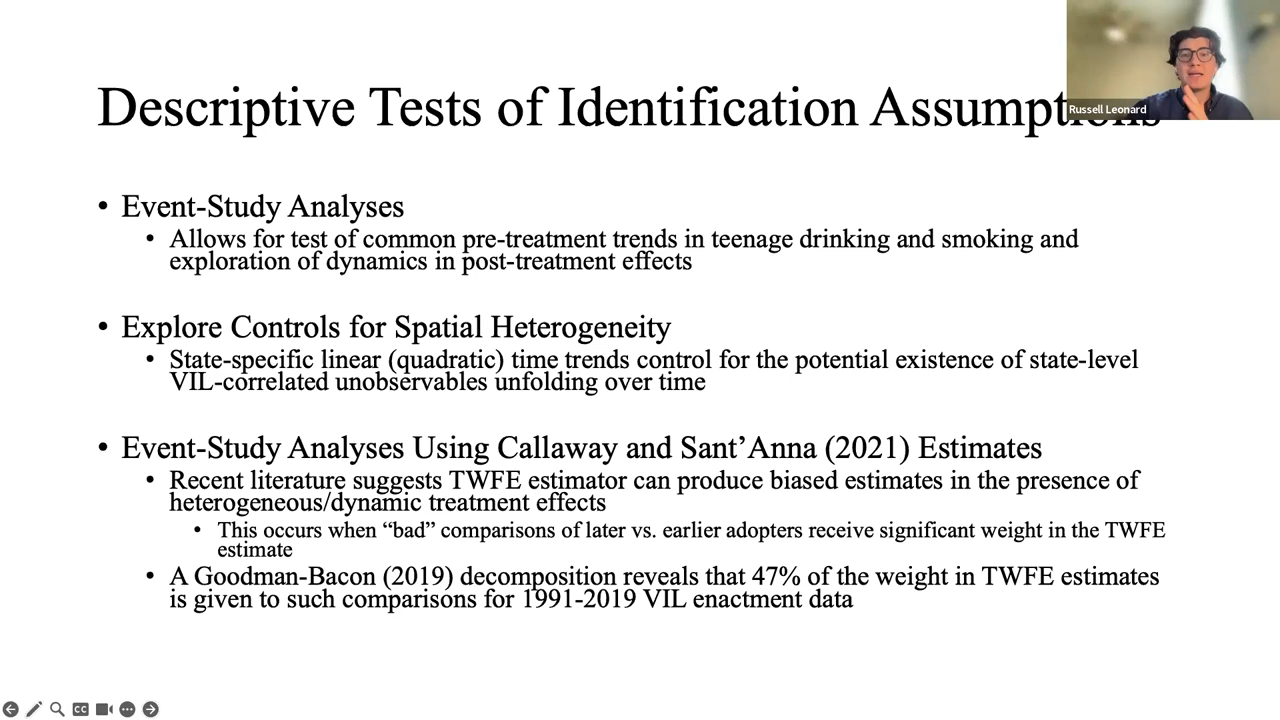 Descriptive Tests of Identification Assumptions
Russell Leonard
• Event-Study Analyses
• Allows for test of common pre-treatment trends in teenage drinking and smoking and
exploration of dynamics in post-treatment effects
• Explore Controls for Spatial Heterogeneity
• State-specific linear (quadratic) time trends control for the potential existence of state-level
VIL-correlated unobservables unfolding over time
• Event-Study Analyses Using Callaway and Sant’Anna (2021) Estimates
• Recent literature suggests TWFE estimator can produce biased estimates in the presence of
heterogeneous/dynamic treatment effects
• This occurs when “bad” comparisons of later vs. earlier adopters receive significant weight in the TWFE
estimate
• A Goodman-Bacon (2019) decomposition reveals that 47% of the weight in TWFE estimates
is given to such comparisons for 1991-2019 VIL enactment data
CC